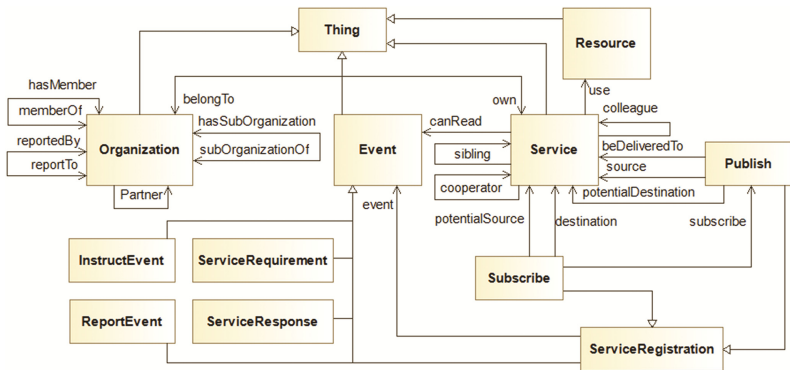 Thing
Resource
hasMember
memberOf
belongTo
own
use
colleague
hasSubOrganization
canRead
reportedBy
Organization
Event
Service
beDeliveredTo
reportTo
subOrganizationOf
sibling
source
Publish
Partner
cooperator
potentialDestination
event
potentialSource
destination
subscribe
InstructEvent
ServiceRequirement
Subscribe
ReportEvent
ServiceResponse
ServiceRegistration